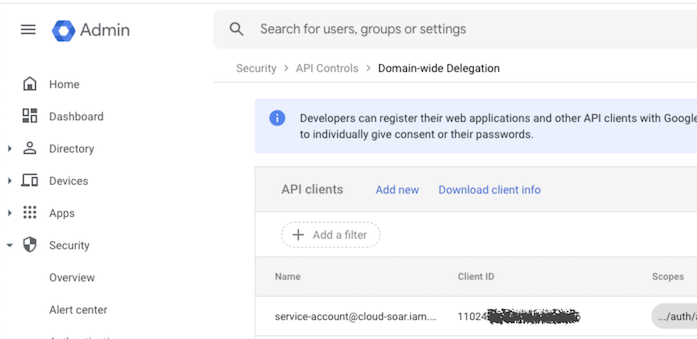 Admin
Search for users, groups or settings
Security > API Controls > Domain-wide Delegation
Home
Dashboard
Directory
Devices
Apps
Security
Overview
Alert center
Developers can register their web applications and other API clients with Google
to individually give consent or their passwords.
API clients Add new Download client info
+ Add a filter
Name Client ID Scopes
service-account@cloud-soar.iam.... 11024 .../auth/a